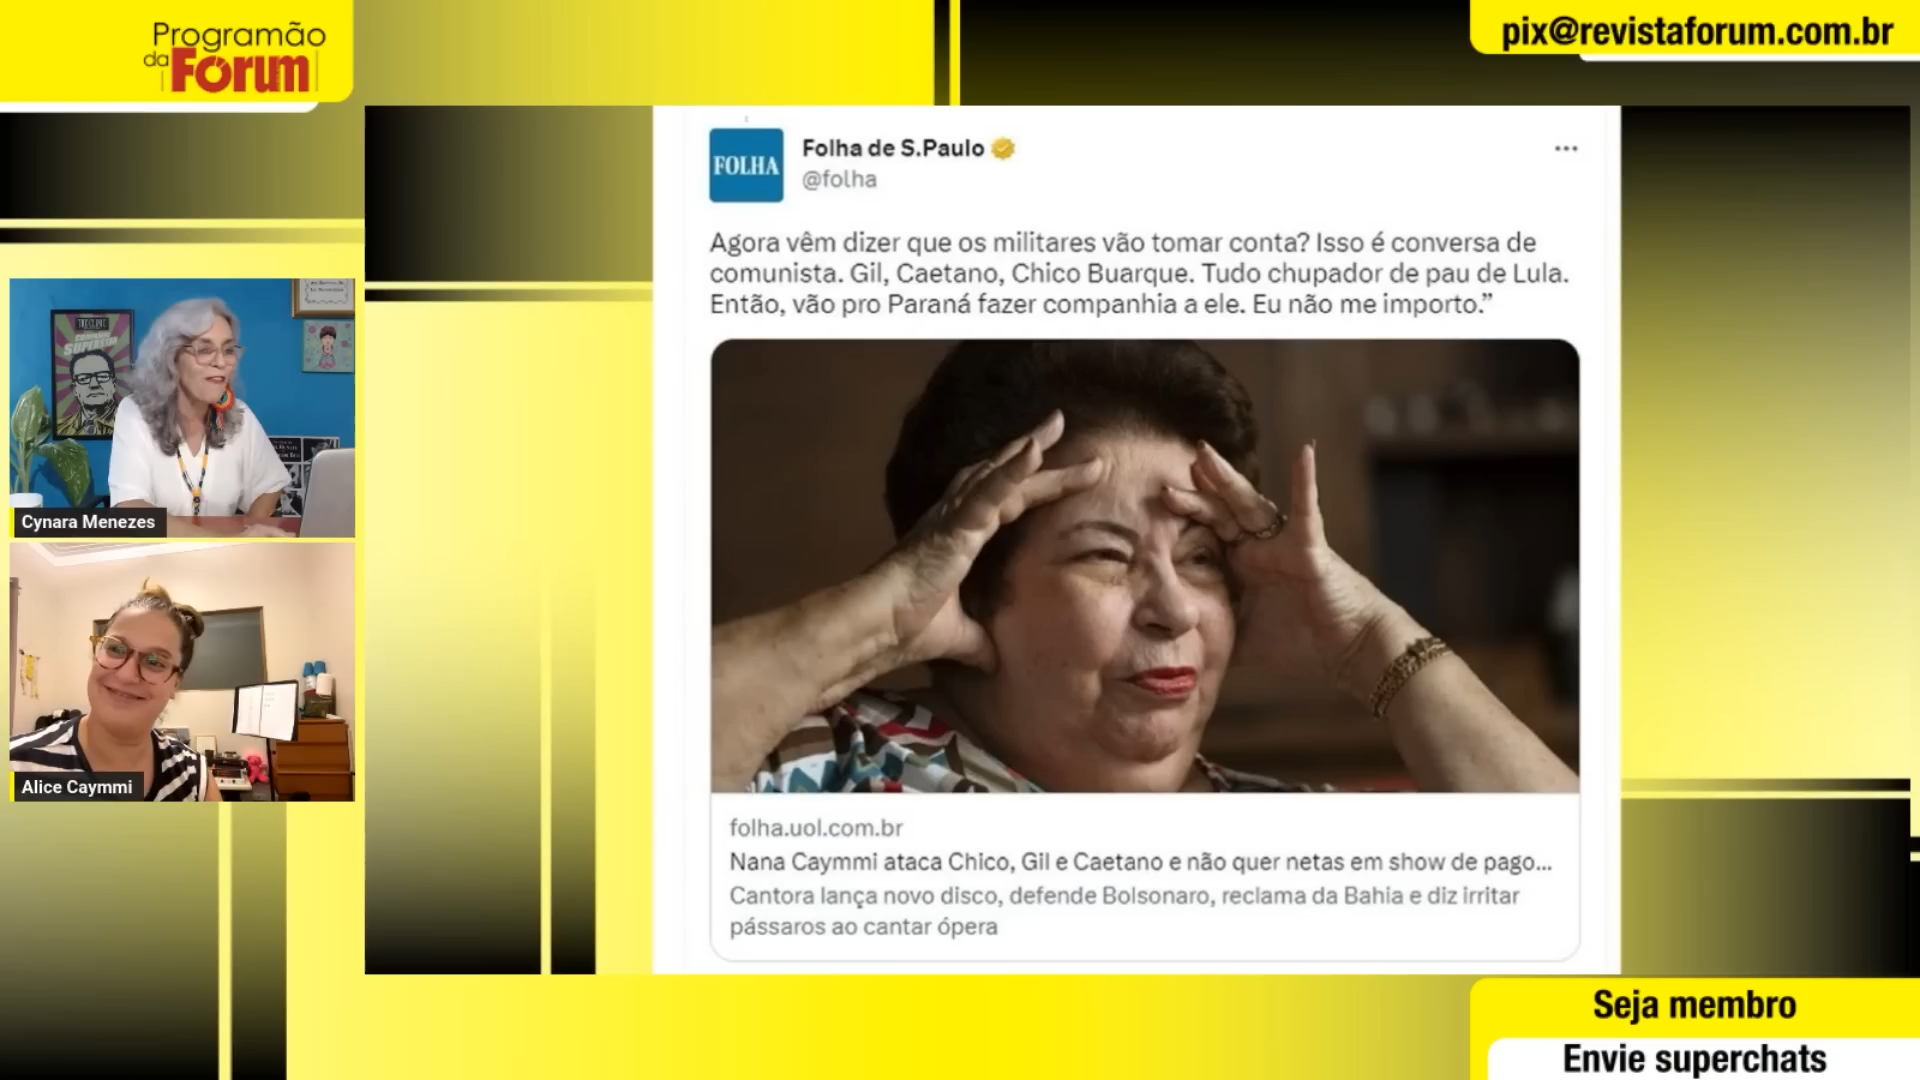 Programão
da Fórum
pix@revistaforum.com.br
FOLHA
Folha de S.Paulo
@folha
Agora vêm dizer que os militares vão tomar conta? Isso é conversa de
comunista. Gil, Caetano, Chico Buarque. Tudo chupador de pau de Lula.
Então, vão pro Paraná fazer companhia a ele. Eu não me importo.”
folha.uol.com.br
Nana Caymmi ataca Chico, Gil e Caetano e não quer netas em show de pago...
Cantora lança novo disco, defende Bolsonaro, reclama da Bahia e diz irritar
pássaros ao cantar ópera
SUPERSTAR
Cynara Menezes
Alice Caymmi
Seja membro
Envie superchats